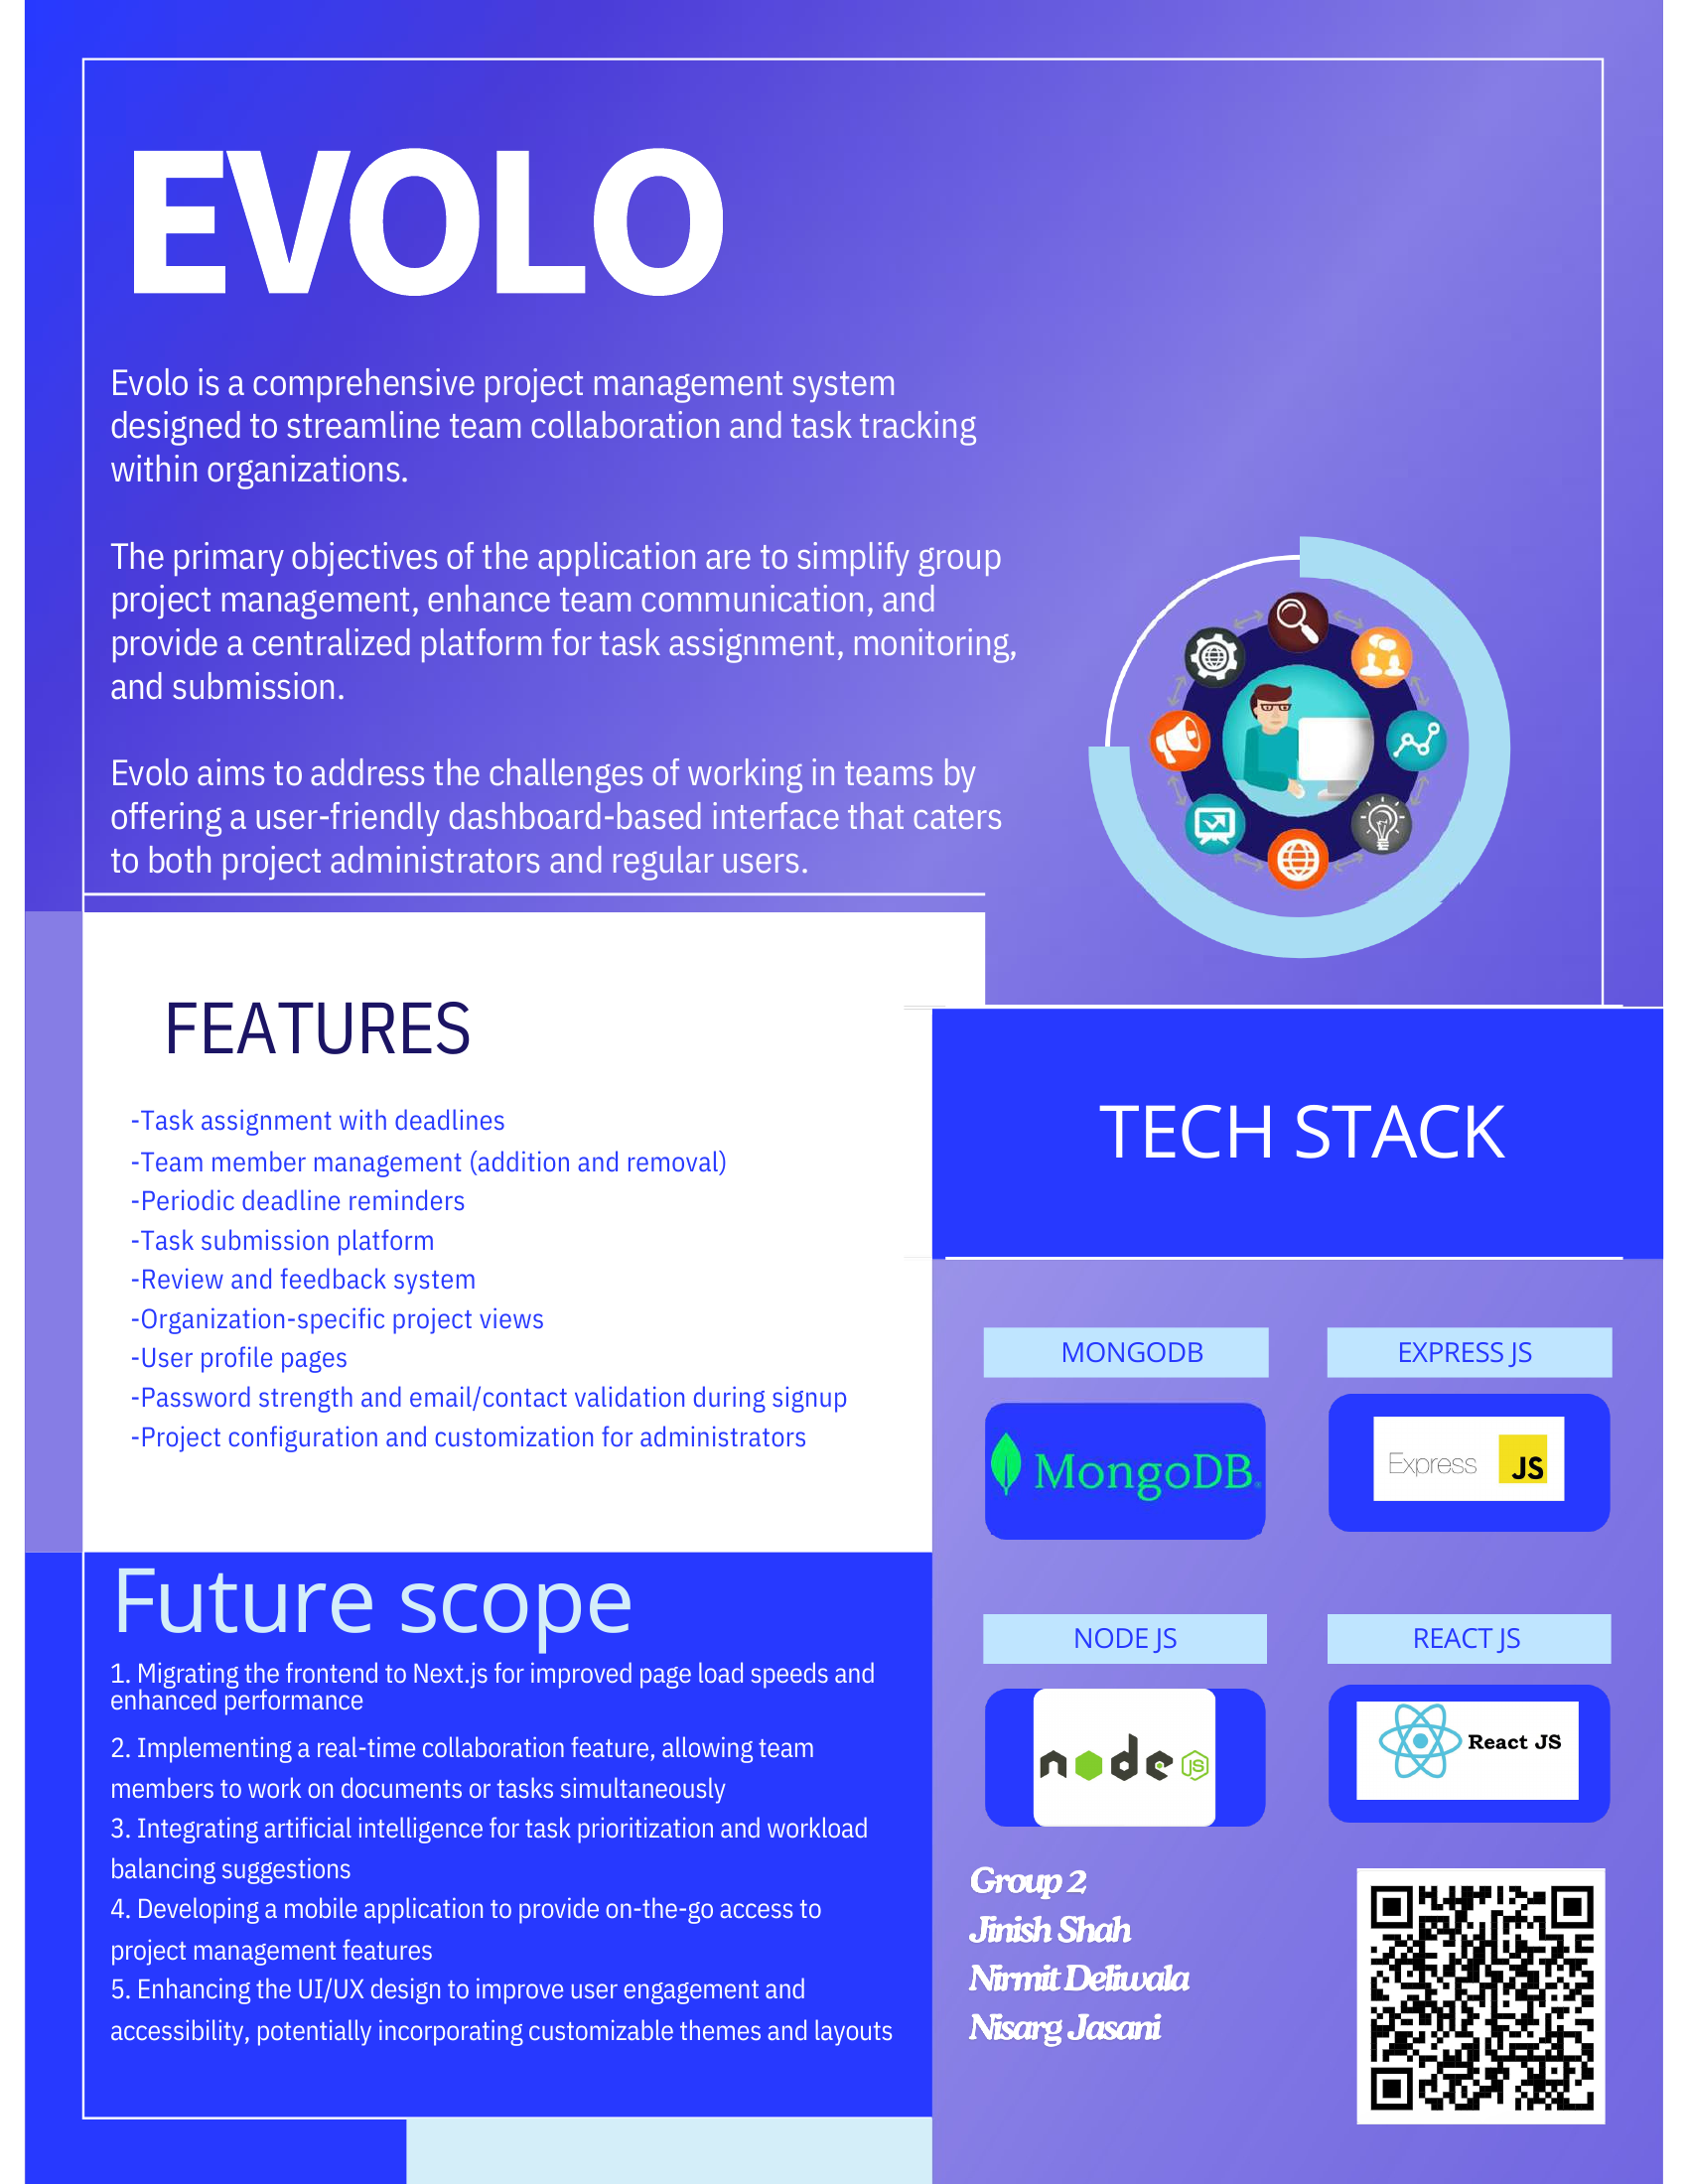 EVOLO
Evolo is a comprehensive project management system
designed to streamline team collaboration and task tracking
within organizations.
The primary objectives of the application are to simplify group
project management, enhance team communication, and
provide a centralized platform for task assignment, monitoring,
and submission.
Evolo aims to address the challenges of working in teams by
offering a user-friendly dashboard-based interface that caters
to both project administrators and regular users.
FEATURES
-Task assignment with deadlines
-Team member management (addition and removal)
-Periodic deadline reminders
-Task submission platform
-Review and feedback system
-Organization-specific project views
-User profile pages
-Password strength and email/contact validation during signup
-Project configuration and customization for administrators
Future scope
1. Migrating the frontend to Next.js for improved page load speeds and
enhanced performance
2. Implementing a real-time collaboration feature, allowing team
members to work on documents or tasks simultaneously
3. Integrating artificial intelligence for task prioritization and workload
balancing suggestions
4. Developing a mobile application to provide on-the-go access to
project management features
5. Enhancing the UI/UX design to improve user engagement and
accessibility, potentially incorporating customizable themes and layouts
TECH STACK
MONGODB
EXPRESS JS
MongoDB.
Express JS
NODE JS
REACT JS
node JS
React JS
Group 2
Jinish Shah
Nirmit Deliwala
Nisarg Jasani